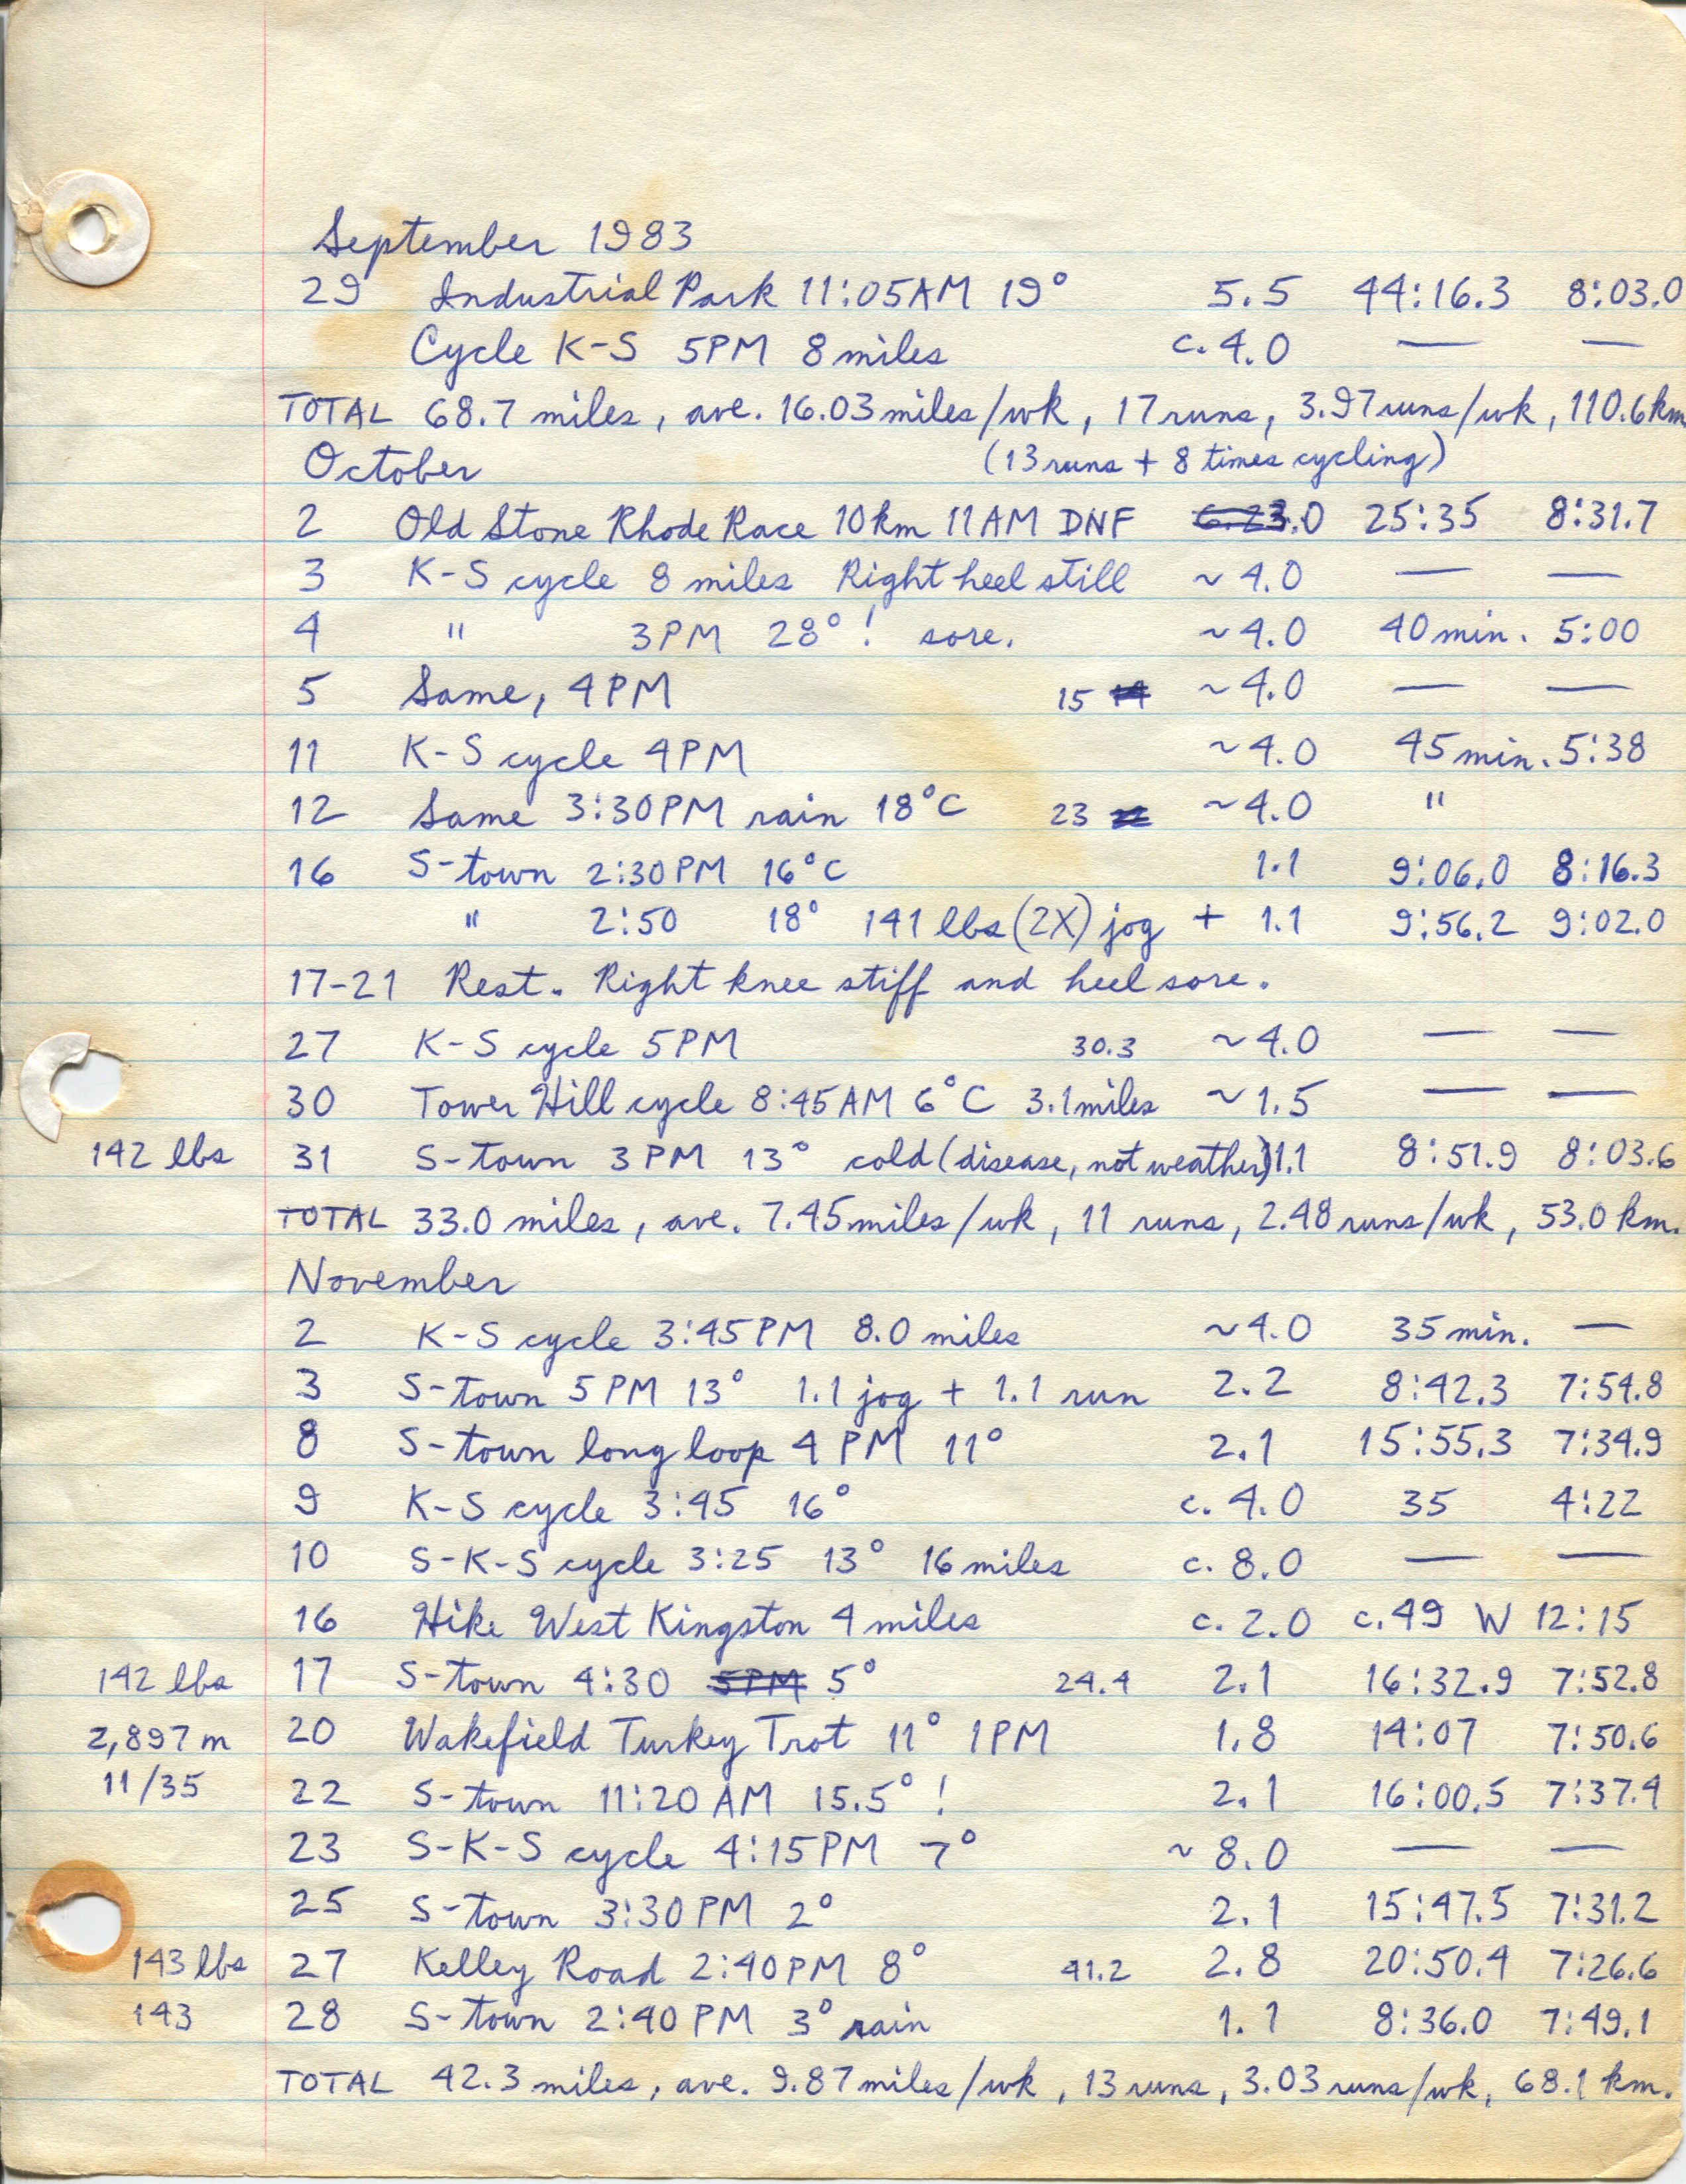 September 1983
29 Industrial Park 11:05AM 19° 5.5 44:16.3 8:03.0
Cycle K-S 5PM 8 miles c. 4.0 — —
TOTAL 68.7 miles, ave. 16.03 miles/wk, 17 runs, 3.97 runs/wk, 110.6 km
October (13 runs + 8 times cycling)
2 Old Stone Rhode Race 10km 11AM DNF 3.0 25:35 8:31.7
3 K-S cycle 8 miles Right heel still ~4.0 — —
4 " 3PM 28°! sore. ~4.0 40 min. 5:00
5 Same, 4PM 15 ~4.0 — —
11 K-S cycle 4PM ~4.0 45 min. 5:38
12 Same 3:30PM rain 18°C 23 ~4.0 "
16 S-town 2:30PM 16°C 1.1 9:06.0 8:16.3
" 2:50 18° 141 lbs (2X) jog + 1.1 9:56.2 9:02.0
17-21 Rest. Right knee stiff and heel sore.
27 K-S cycle 5PM 30.3 ~4.0 — —
30 Tower Hill cycle 8:45AM 6°C 3.1 miles ~1.5 — —
142 lbs 31 S-town 3PM 13° cold (disease, not weather) 1.1 8:51.9 8:03.6
TOTAL 33.0 miles, ave. 7.45 miles/wk, 11 runs, 2.48 runs/wk, 53.0 km.
November
2 K-S cycle 3:45PM 8.0 miles ~4.0 35 min. —
3 S-town 5PM 13° 1.1 jog + 1.1 run 2.2 8:42.3 7:54.8
8 S-town long loop 4 PM 11° 2.1 15:55.3 7:34.9
9 K-S cycle 3:45 16° c. 4.0 35 4:22
10 S-K-S cycle 3:25 13° 16 miles c. 8.0 — —
16 Hike West Kingston 4 miles c. 2.0 c. 49 W 12:15
142 lbs 17 S-town 4:30 5PM 5° 24.4 2.1 16:32.9 7:52.8
2,897 m 20 Wakefield Turkey Trot 11° 1PM 1.8 14:07 7:50.6
11/35 22 S-town 11:20 AM 15.5°! 2.1 16:00.5 7:37.4
23 S-K-S cycle 4:15PM 7° ~8.0 — —
25 S-town 3:30PM 2° 2.1 15:47.5 7:31.2
143 lbs 27 Kelley Road 2:40PM 8° 41.2 2.8 20:50.4 7:26.6
143 28 S-town 2:40 PM 3° rain 1.1 8:36.0 7:49.1
TOTAL 42.3 miles, ave. 9.87 miles/wk, 13 runs, 3.03 runs/wk, 68.1 km.